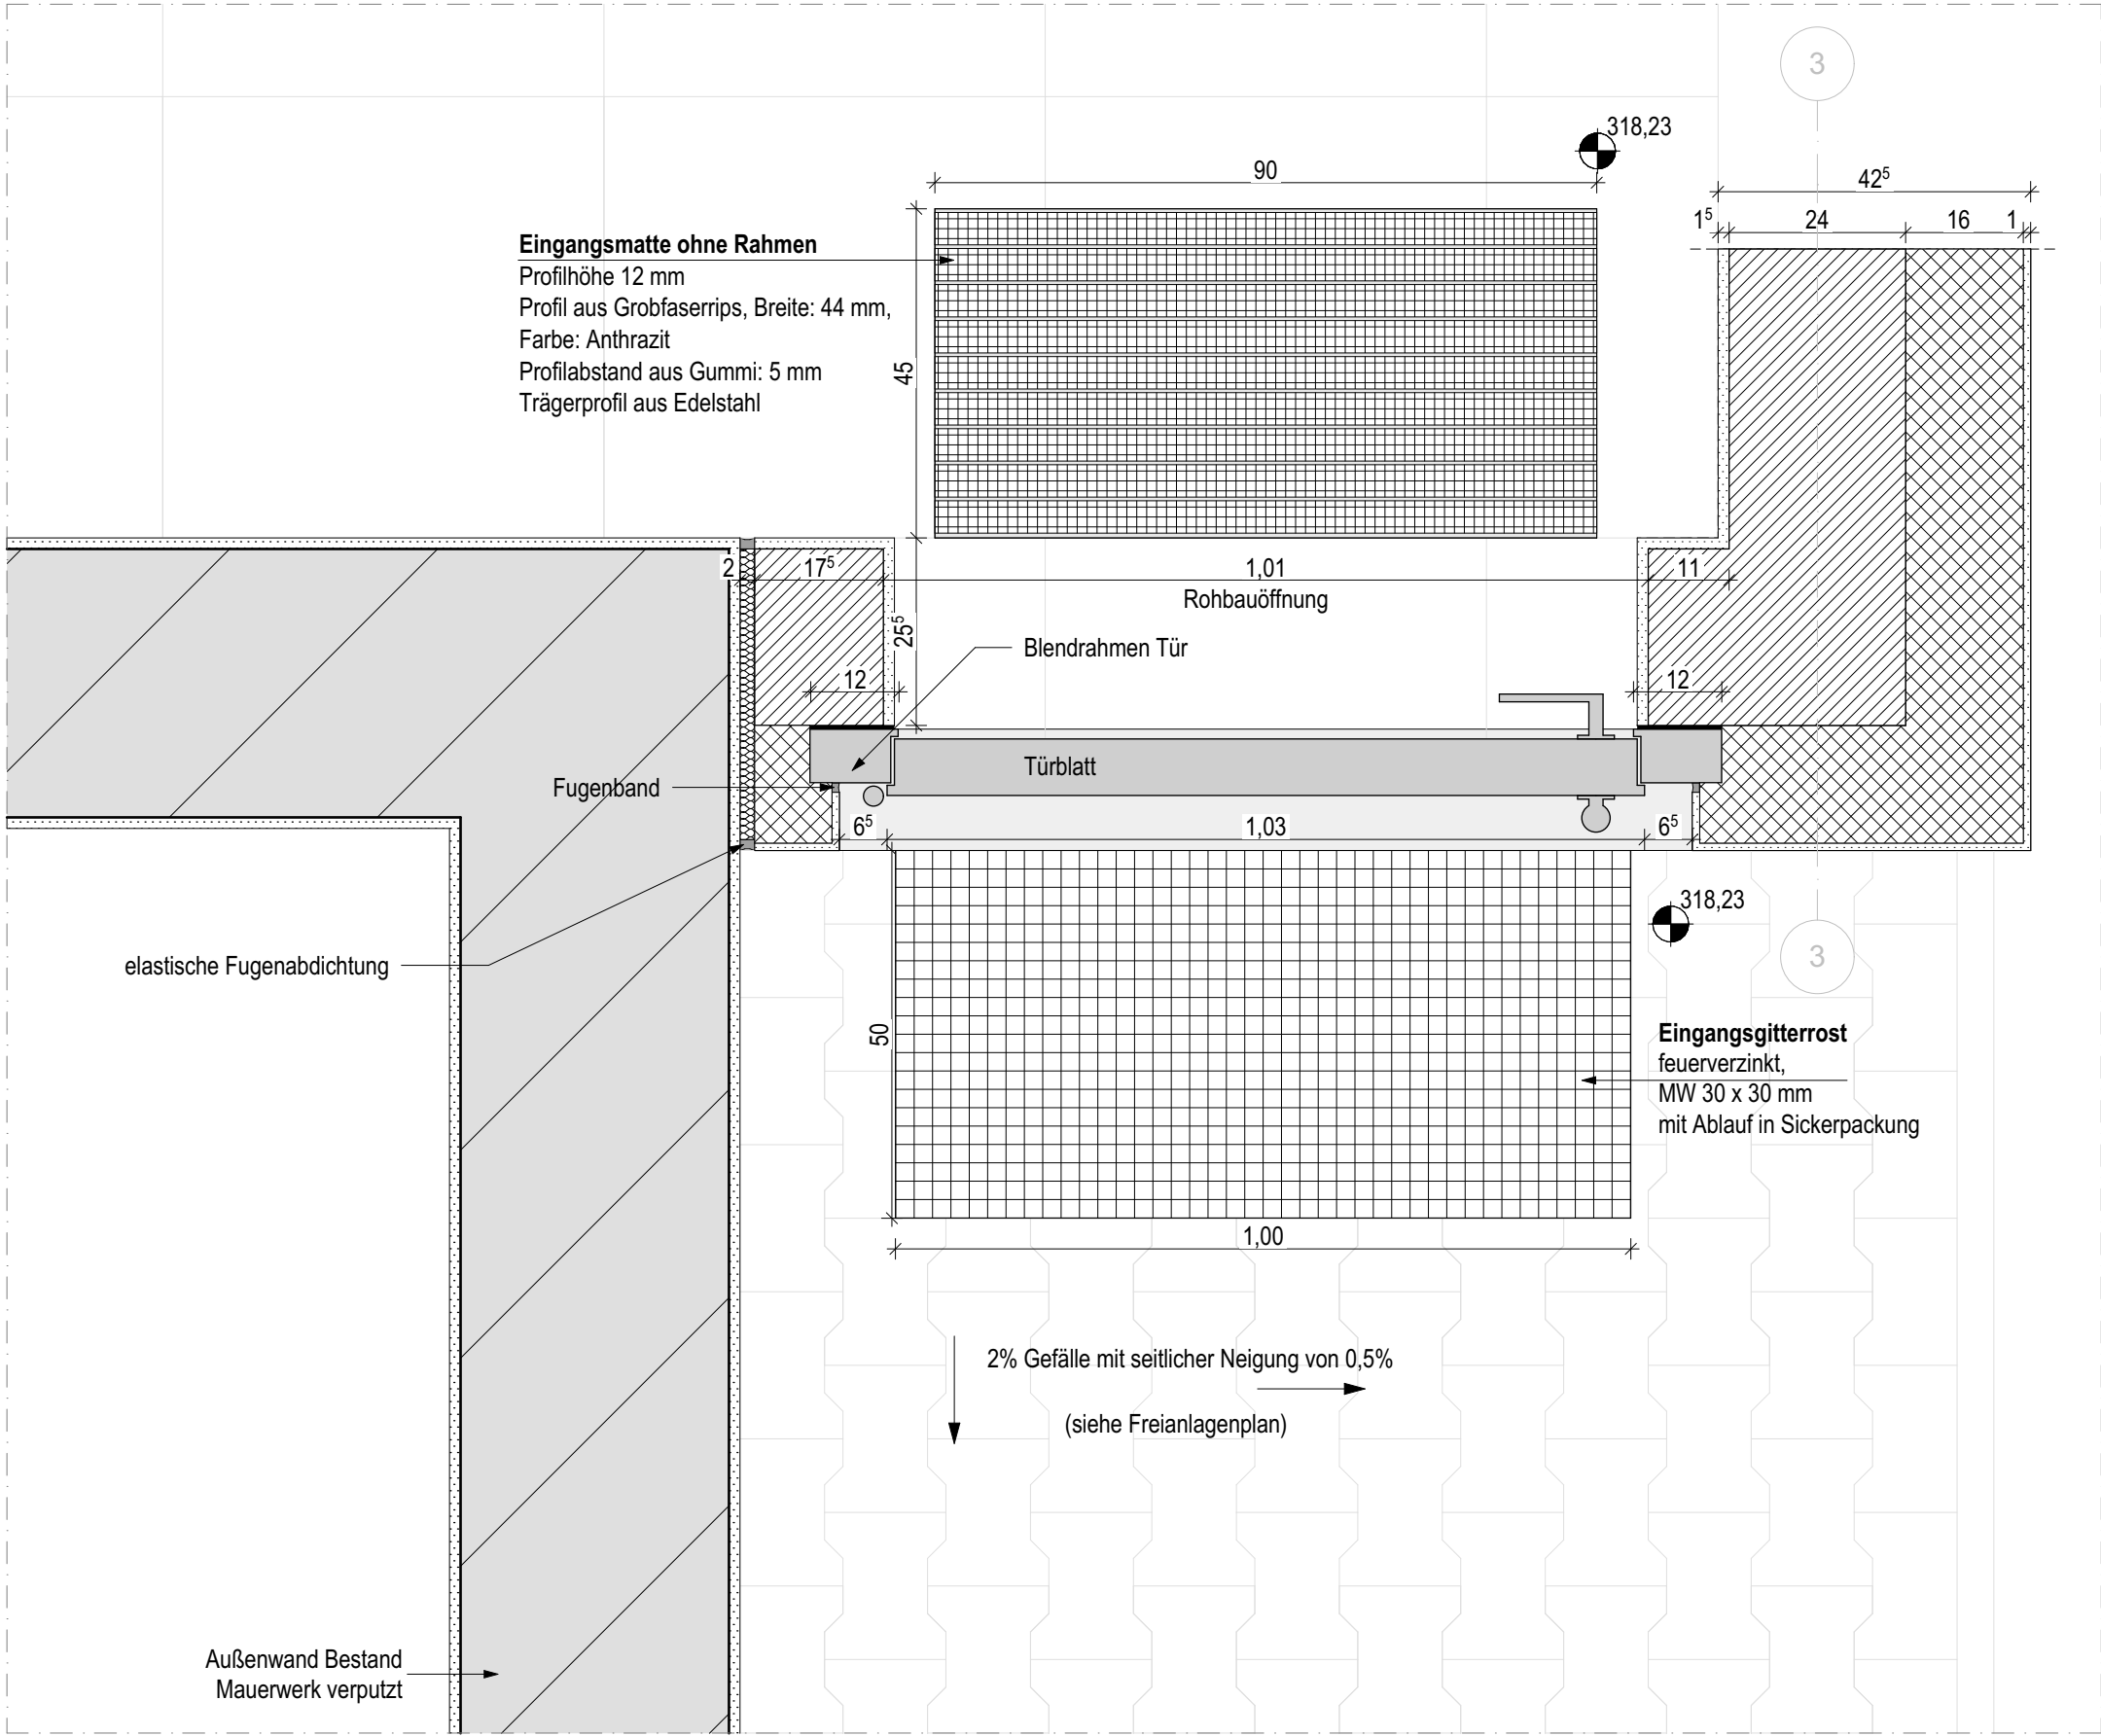 3
318,23
90
42⁵
1⁵ 24 16 1
Eingangsmatte ohne Rahmen
Profilhöhe 12 mm
Profil aus Grobfaserrips, Breite: 44 mm,
Farbe: Anthrazit
Profilabstand aus Gummi: 5 mm
Trägerprofil aus Edelstahl
45
2 17⁵ 1,01 11
Rohbauöffnung
25⁵
Blendrahmen Tür
12 12
Türblatt
Fugenband
6⁵ 1,03 6⁵
318,23
3
elastische Fugenabdichtung
50
Eingangsgitterrost
feuerverzinkt,
MW 30 x 30 mm
mit Ablauf in Sickerpackung
1,00
2% Gefälle mit seitlicher Neigung von 0,5%
(siehe Freianlagenplan)
Außenwand Bestand
Mauerwerk verputzt